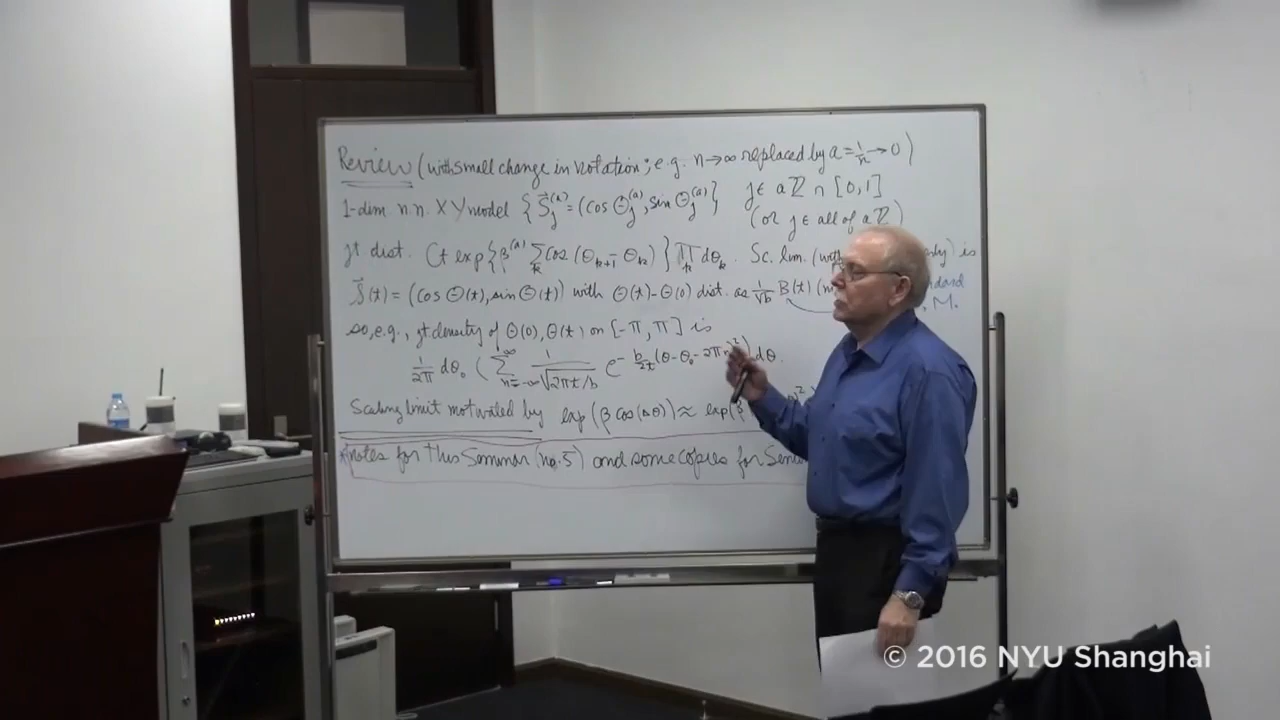 Review (with small change in notation; e.g. n→∞ replaced by a = 1/n → 0)
1-dim. n.n. XY model { S⃗_j^(a) = (cos Θ_j^(a), sin Θ_j^(a)) } j ∈ aℤ ∩ [0,1]
(or j ∈ all of aℤ)
jt dist. Ct exp{ β^(a) Σ_k cos(θ_{k+1} - θ_k) } Π_k dθ_k. Sc. lim. is
S⃗(t) = (cos Θ(t), sin Θ(t)) with Θ(t) - Θ(0) dist. as 1/√b B(t)
M.
so, e.g., jt density of Θ(0), Θ(t) on [-π, π] is
1/2π dθ_0 ( Σ_{n=-∞}^{∞} 1/√(2πt/b) e^{-b/2t (θ - θ_0 - 2πn)^2} ) dθ.
Scaling limit motivated by exp(β cos(Δθ)) ≈ exp(β
*notes for this Seminar (no. 5) and some copies for
© 2016 NYU Shanghai